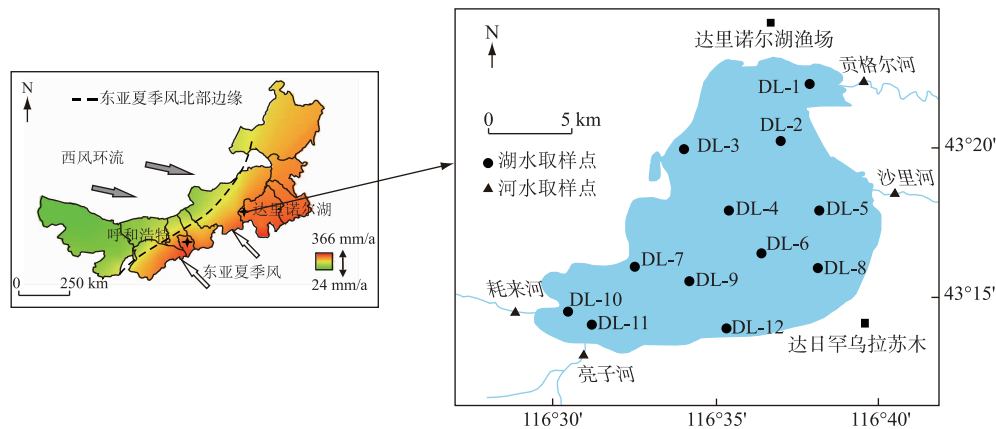 N
东亚夏季风北部边缘
西风环流
达里诺尔湖
呼和浩特
东亚夏季风
366 mm/a
24 mm/a
0 250 km
N
达里诺尔湖渔场
贡格尔河
DL-1
DL-2
DL-3
0 5 km
湖水取样点
河水取样点
43°20′
沙里河
DL-4
DL-5
DL-6
DL-7
DL-8
DL-9
耗来河
DL-10
43°15′
DL-11
DL-12
达日罕乌拉苏木
亮子河
116°30′ 116°35′ 116°40′